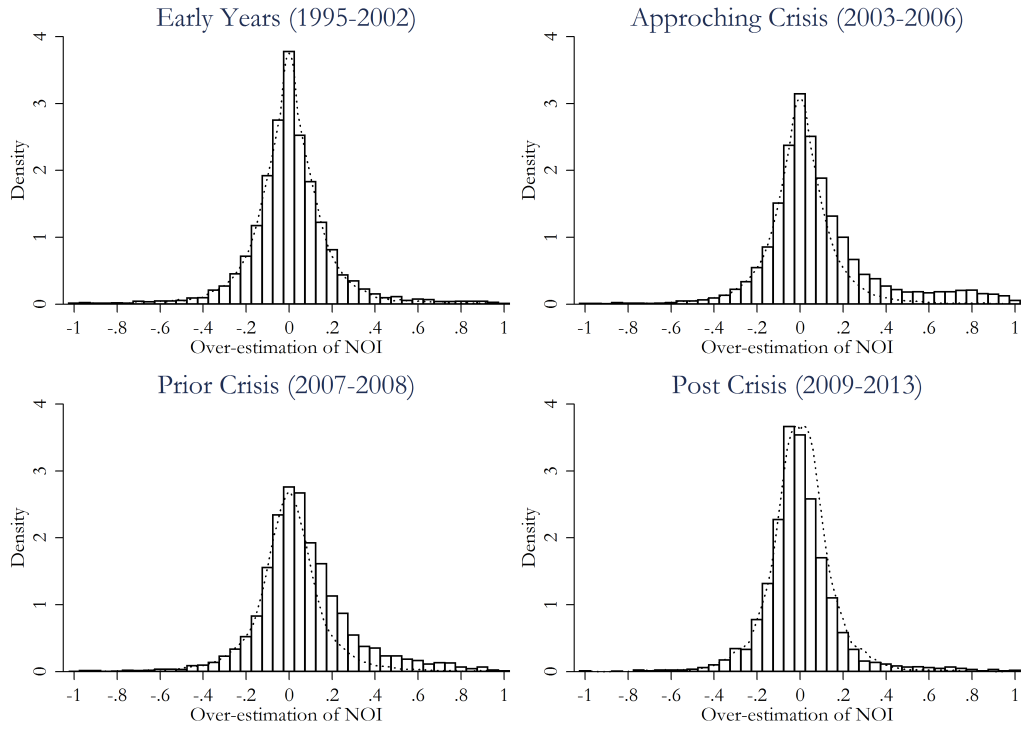 Early Years (1995-2002)
Approching Crisis (2003-2006)
4
3
2
1
0
Density
-1 -.8 -.6 -.4 -.2 0 .2 .4 .6 .8 1
Over-estimation of NOI
4
3
2
1
0
Density
-1 -.8 -.6 -.4 -.2 0 .2 .4 .6 .8 1
Over-estimation of NOI
Prior Crisis (2007-2008)
Post Crisis (2009-2013)
4
3
2
1
0
Density
-1 -.8 -.6 -.4 -.2 0 .2 .4 .6 .8 1
Over-estimation of NOI
4
3
2
1
0
Density
-1 -.8 -.6 -.4 -.2 0 .2 .4 .6 .8 1
Over-estimation of NOI